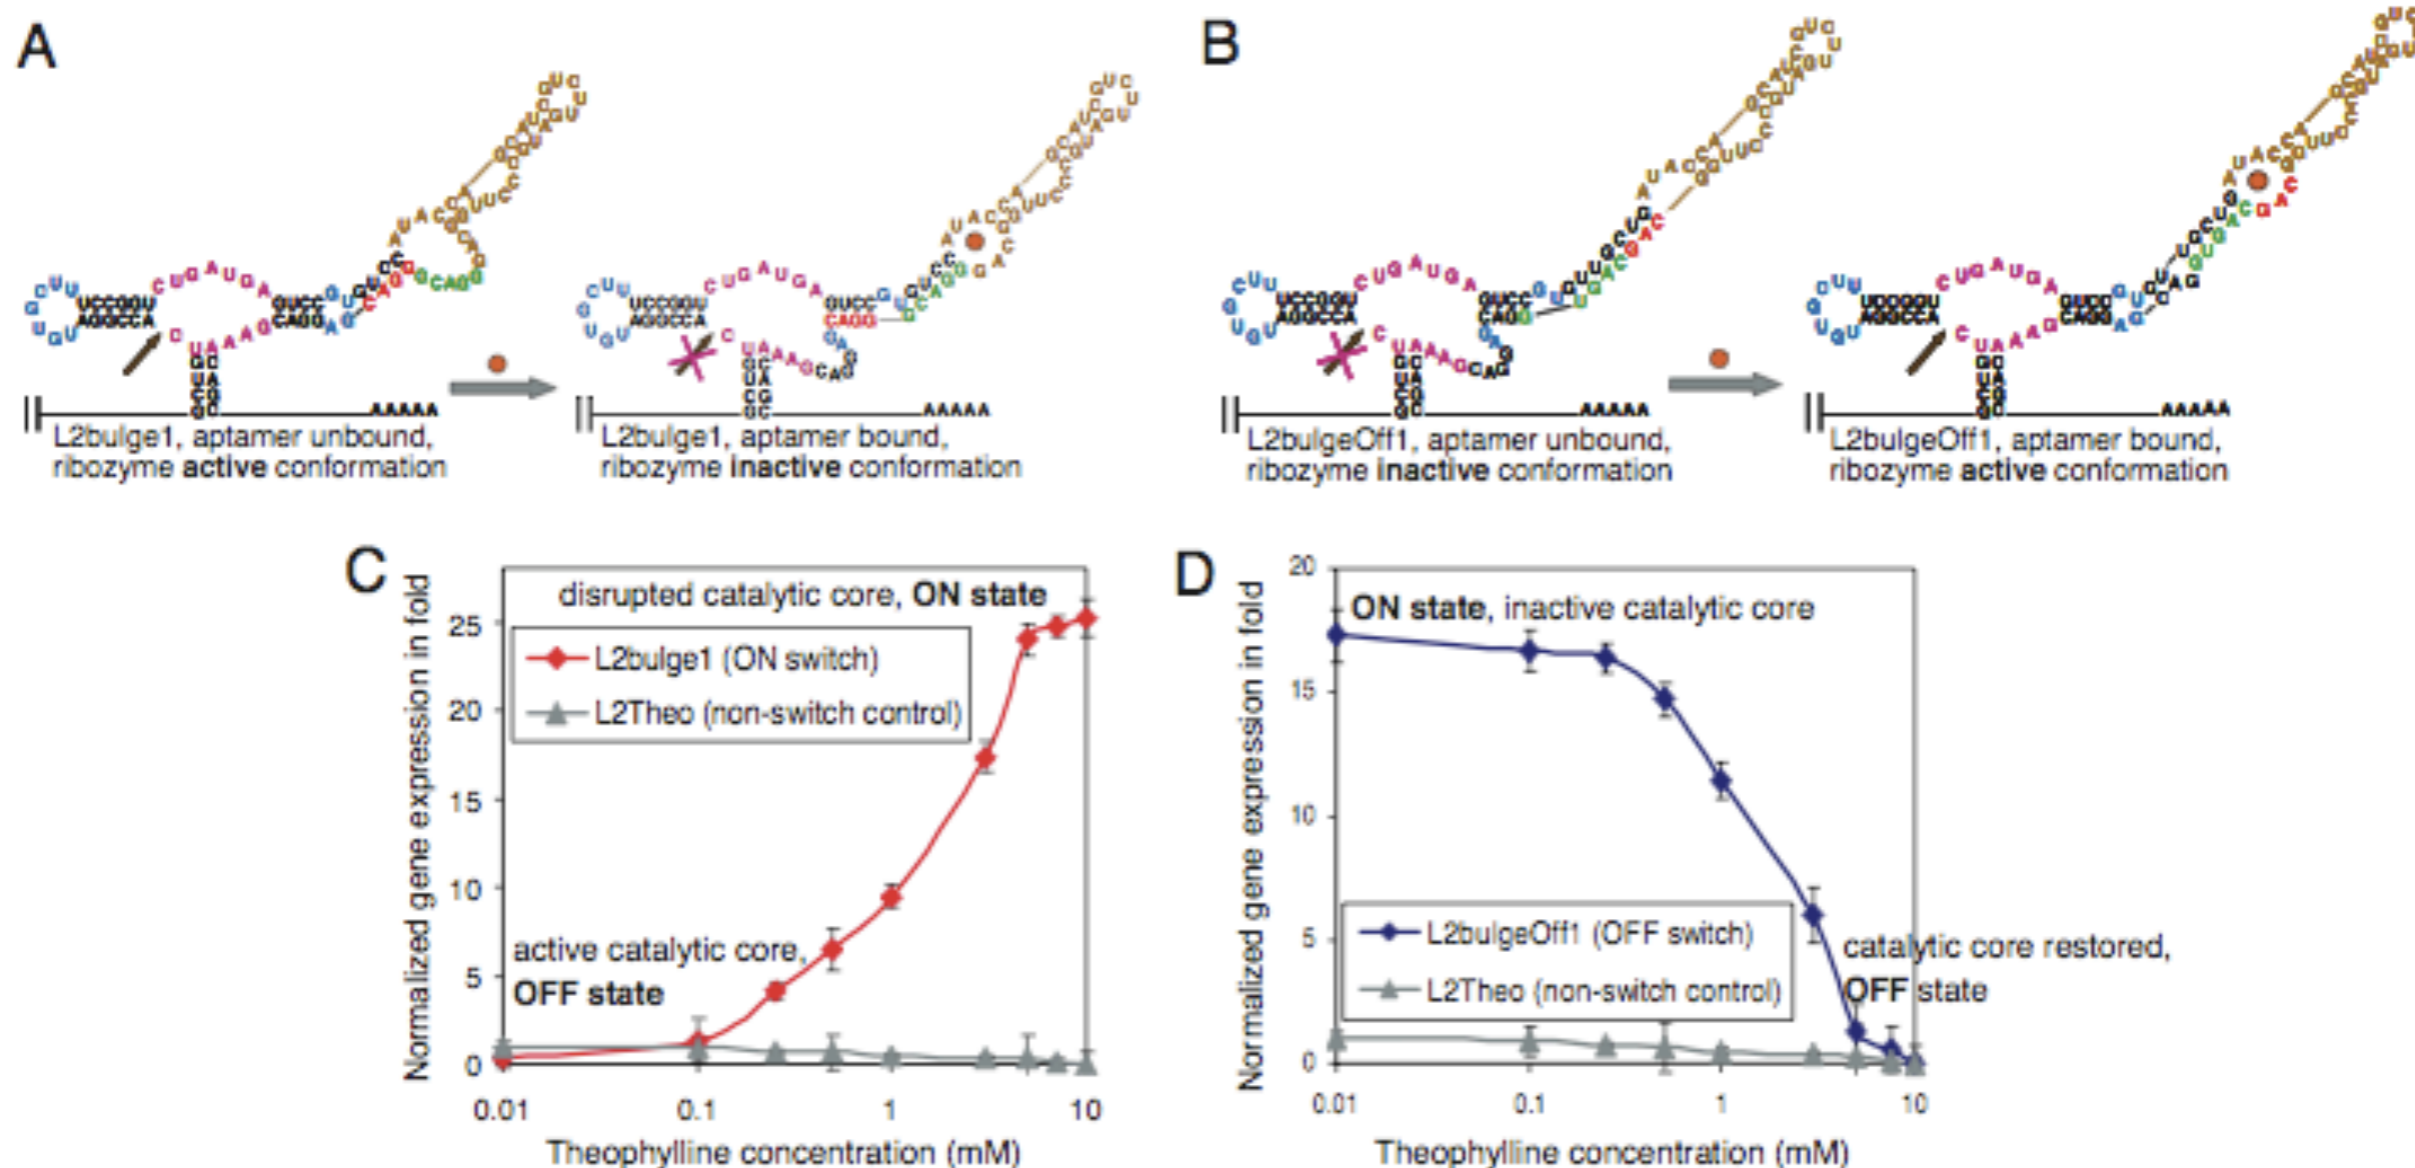 A
B
L2bulge1, aptamer unbound,
ribozyme active conformation
L2bulge1, aptamer bound,
ribozyme inactive conformation
L2bulgeOff1, aptamer unbound,
ribozyme inactive conformation
L2bulgeOff1, aptamer bound,
ribozyme active conformation
AAAAA
AAAAA
AAAAA
AAAAA
C
Normalized gene expression in fold
disrupted catalytic core, ON state
L2bulge1 (ON switch)
L2Theo (non-switch control)
active catalytic core,
OFF state
25
20
15
10
5
0
0.01
0.1
1
10
Theophylline concentration (mM)
D
Normalized gene expression in fold
ON state, inactive catalytic core
L2bulgeOff1 (OFF switch)
L2Theo (non-switch control)
catalytic core restored,
OFF state
20
15
10
5
0
0.01
0.1
1
10
Theophylline concentration (mM)